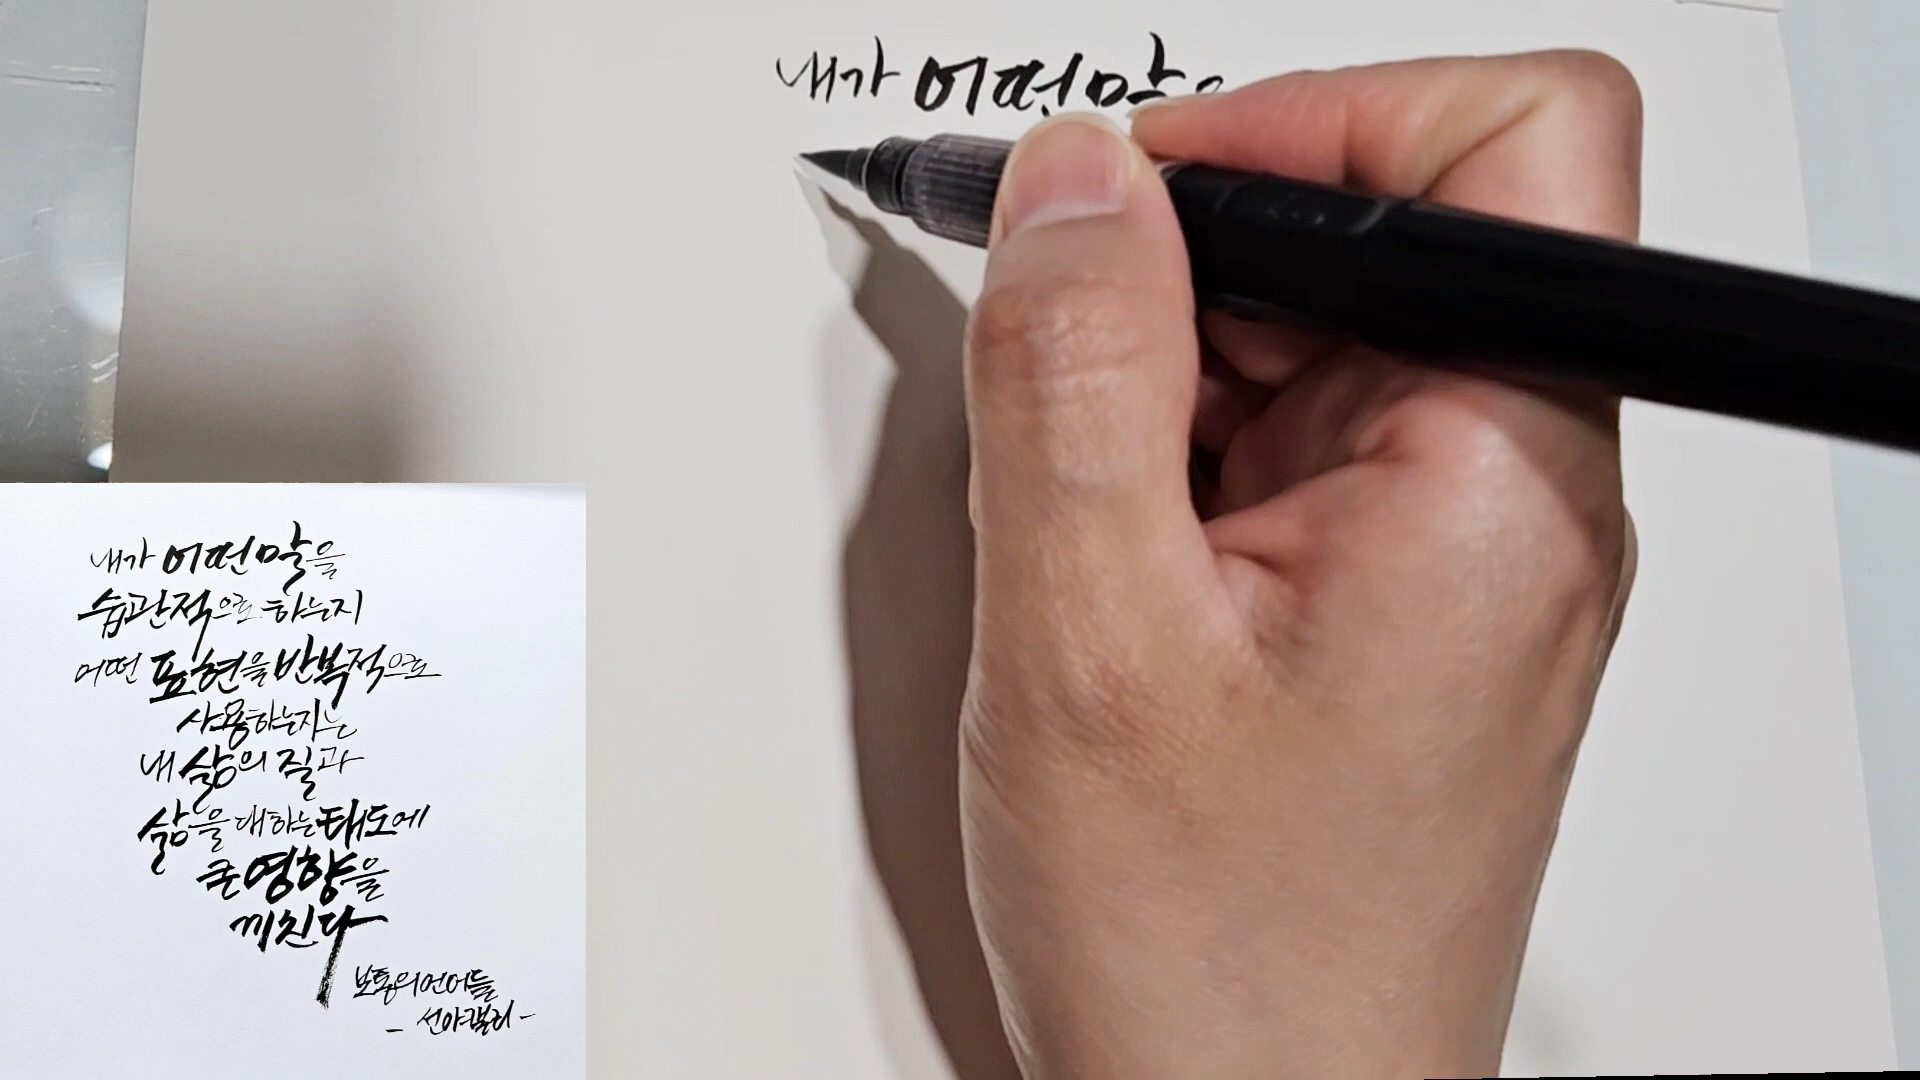 내가 어떤 말
내가 어떤 말을
습관적으로 하는지
어떤 표현을 반복적으로
사용하는지는
내 삶의 질과
삶을 대하는 태도에
큰 영향을
끼친다
보통의 언어들
- 선야캘리 -